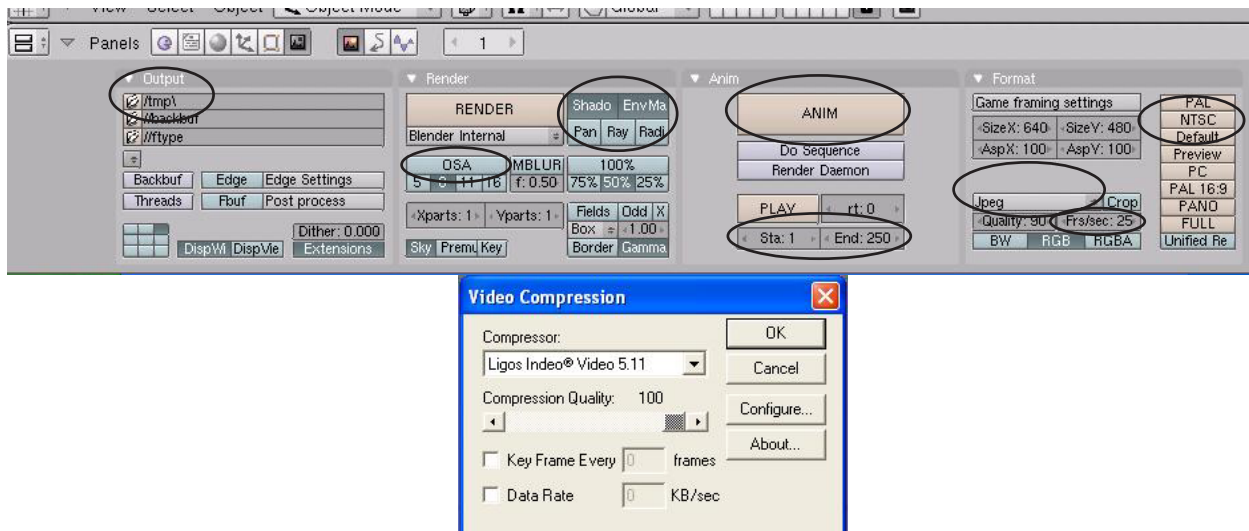 View Select Object Object Mode Global
Panels 1
Output
/tmp\
//backbuf
//ftype
Backbuf Edge Edge Settings
Threads Fbuf Post process
Dither: 0.000
DispWi DispVie Extensions
Render
RENDER
Shado EnvMa
Blender Internal
Pan Ray Radi
OSA MBLUR 100%
5 8 11 16 f: 0.50 75% 50% 25%
Xparts: 1 Yparts: 1 Fields Odd X
Box 1.00
Sky Premu Key Border Gamma
Anim
ANIM
Do Sequence
Render Daemon
PLAY rt: 0
Sta: 1 End: 250
Format
Game framing settings
SizeX: 640 SizeY: 480
AspX: 100 AspY: 100
Jpeg Crop
Quality: 90 Frs/sec: 25
BW RGB RGBA
PAL
NTSC
Default
Preview
PC
PAL 16:9
PANO
FULL
Unified Re
Video Compression
Compressor:
Ligos Indeo® Video 5.11
Compression Quality: 100
Key Frame Every 0 frames
Data Rate 0 KB/sec
OK
Cancel
Configure...
About...